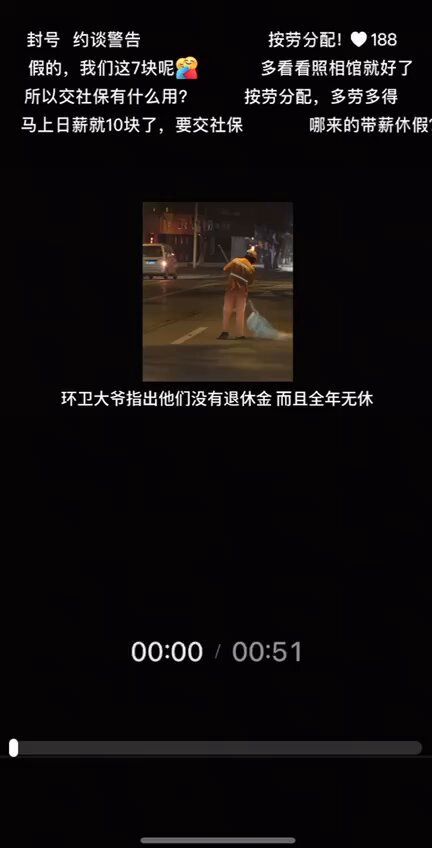 封号 约谈警告 按劳分配!🤍188
假的，我们这7块呢🫂 多看看照相馆就好了
所以交社保有什么用? 按劳分配，多劳多得
马上日薪就10块了，要交社保 哪来的带薪休假?
环卫大爷指出他们没有退休金 而且全年无休
00:00 / 00:51